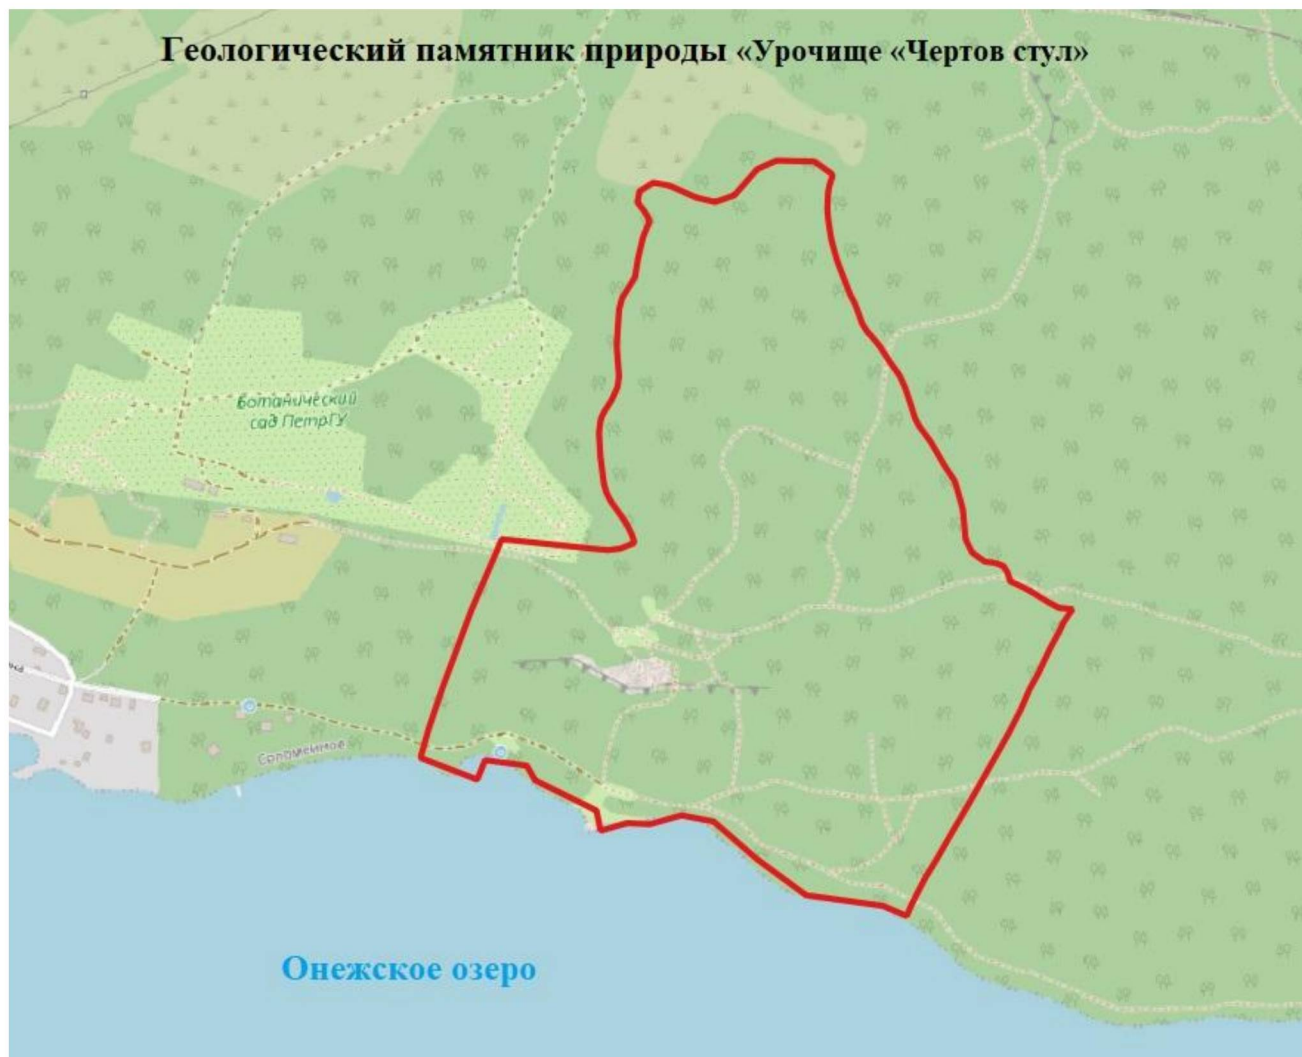 Геологический памятник природы «Урочище «Чертов стул»
Ботанический
сад ПетрГУ
Соломенное
Онежское озеро